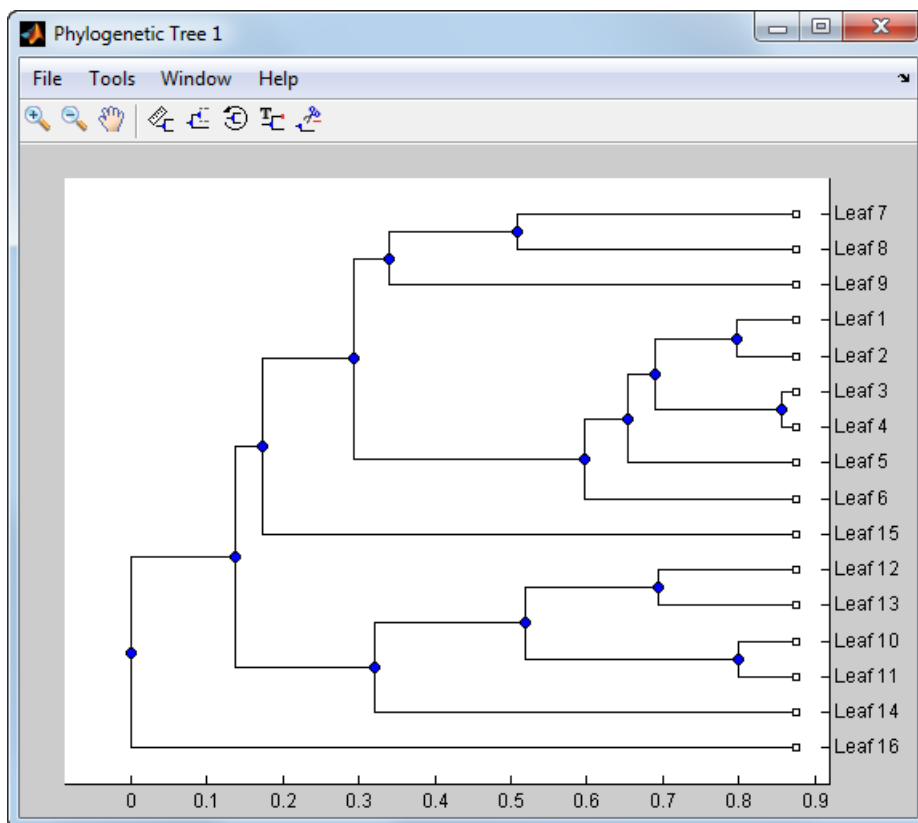 Phylogenetic Tree 1
File Tools Window Help
Leaf 7
Leaf 8
Leaf 9
Leaf 1
Leaf 2
Leaf 3
Leaf 4
Leaf 5
Leaf 6
Leaf 15
Leaf 12
Leaf 13
Leaf 10
Leaf 11
Leaf 14
Leaf 16
0 0.1 0.2 0.3 0.4 0.5 0.6 0.7 0.8 0.9